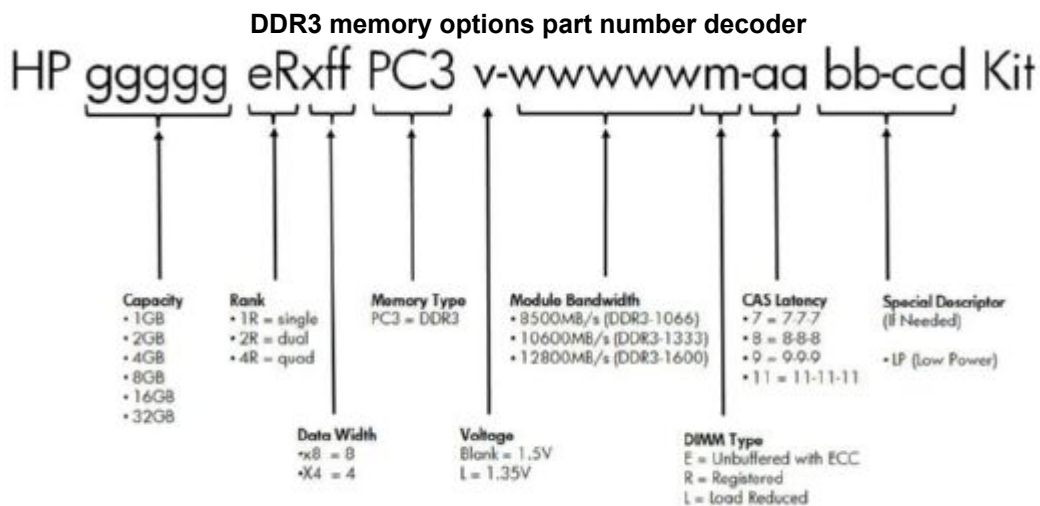 DDR3 memory options part number decoder
HP ggggg eRxff PC3 v-wwwwwm-aa bb-ccd Kit
Capacity
• 1GB
• 2GB
• 4GB
• 8GB
• 16GB
• 32GB
Rank
• 1R = single
• 2R = dual
• 4R = quad
Memory Type
PC3 = DDR3
Module Bandwidth
• 8500MB/s (DDR3-1066)
• 10600MB/s (DDR3-1333)
• 12800MB/s (DDR3-1600)
CAS Latency
• 7 = 7-7-7
• 8 = 8-8-8
• 9 = 9-9-9
• 11 = 11-11-11
Special Descriptor
(If Needed)
• LP (Low Power)
Data Width
•x8 = 8
•X4 = 4
Voltage
Blank = 1.5V
L = 1.35V
DIMM Type
E = Unbuffered with ECC
R = Registered
L = Load Reduced